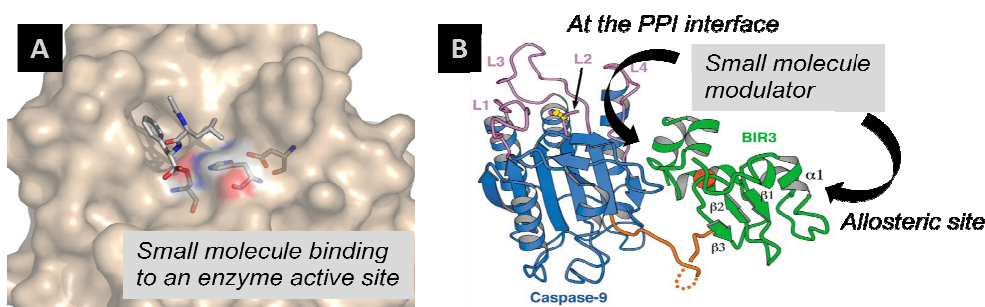 A
Small molecule binding
to an enzyme active site
B
At the PPI interface
Small molecule
modulator
L3
L2
L4
L1
BIR3
α1
β1
β2
β3
Allosteric site
Caspase-9